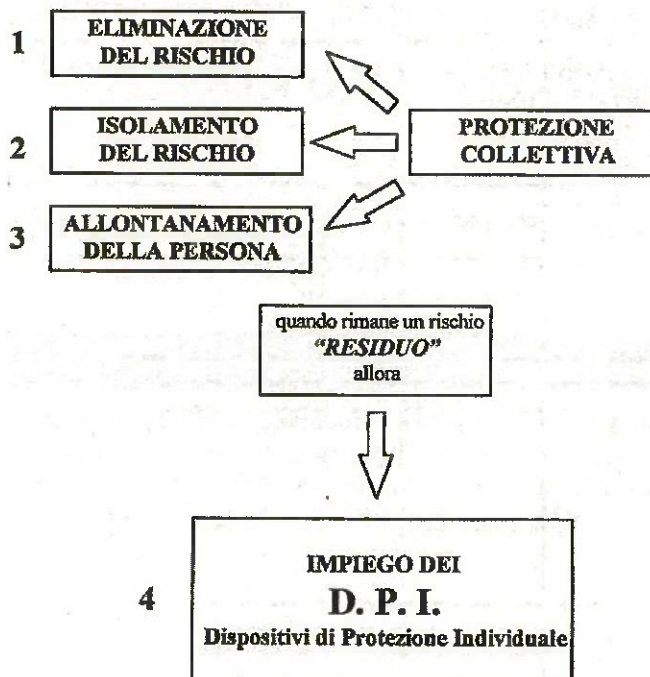 1
ELIMINAZIONE
DEL RISCHIO
2
ISOLAMENTO
DEL RISCHIO
PROTEZIONE
COLLETTIVA
3
ALLONTANAMENTO
DELLA PERSONA
quando rimane un rischio
"RESIDUO"
allora
4
IMPIEGO DEI
D. P. I.
Dispositivi di Protezione Individuale